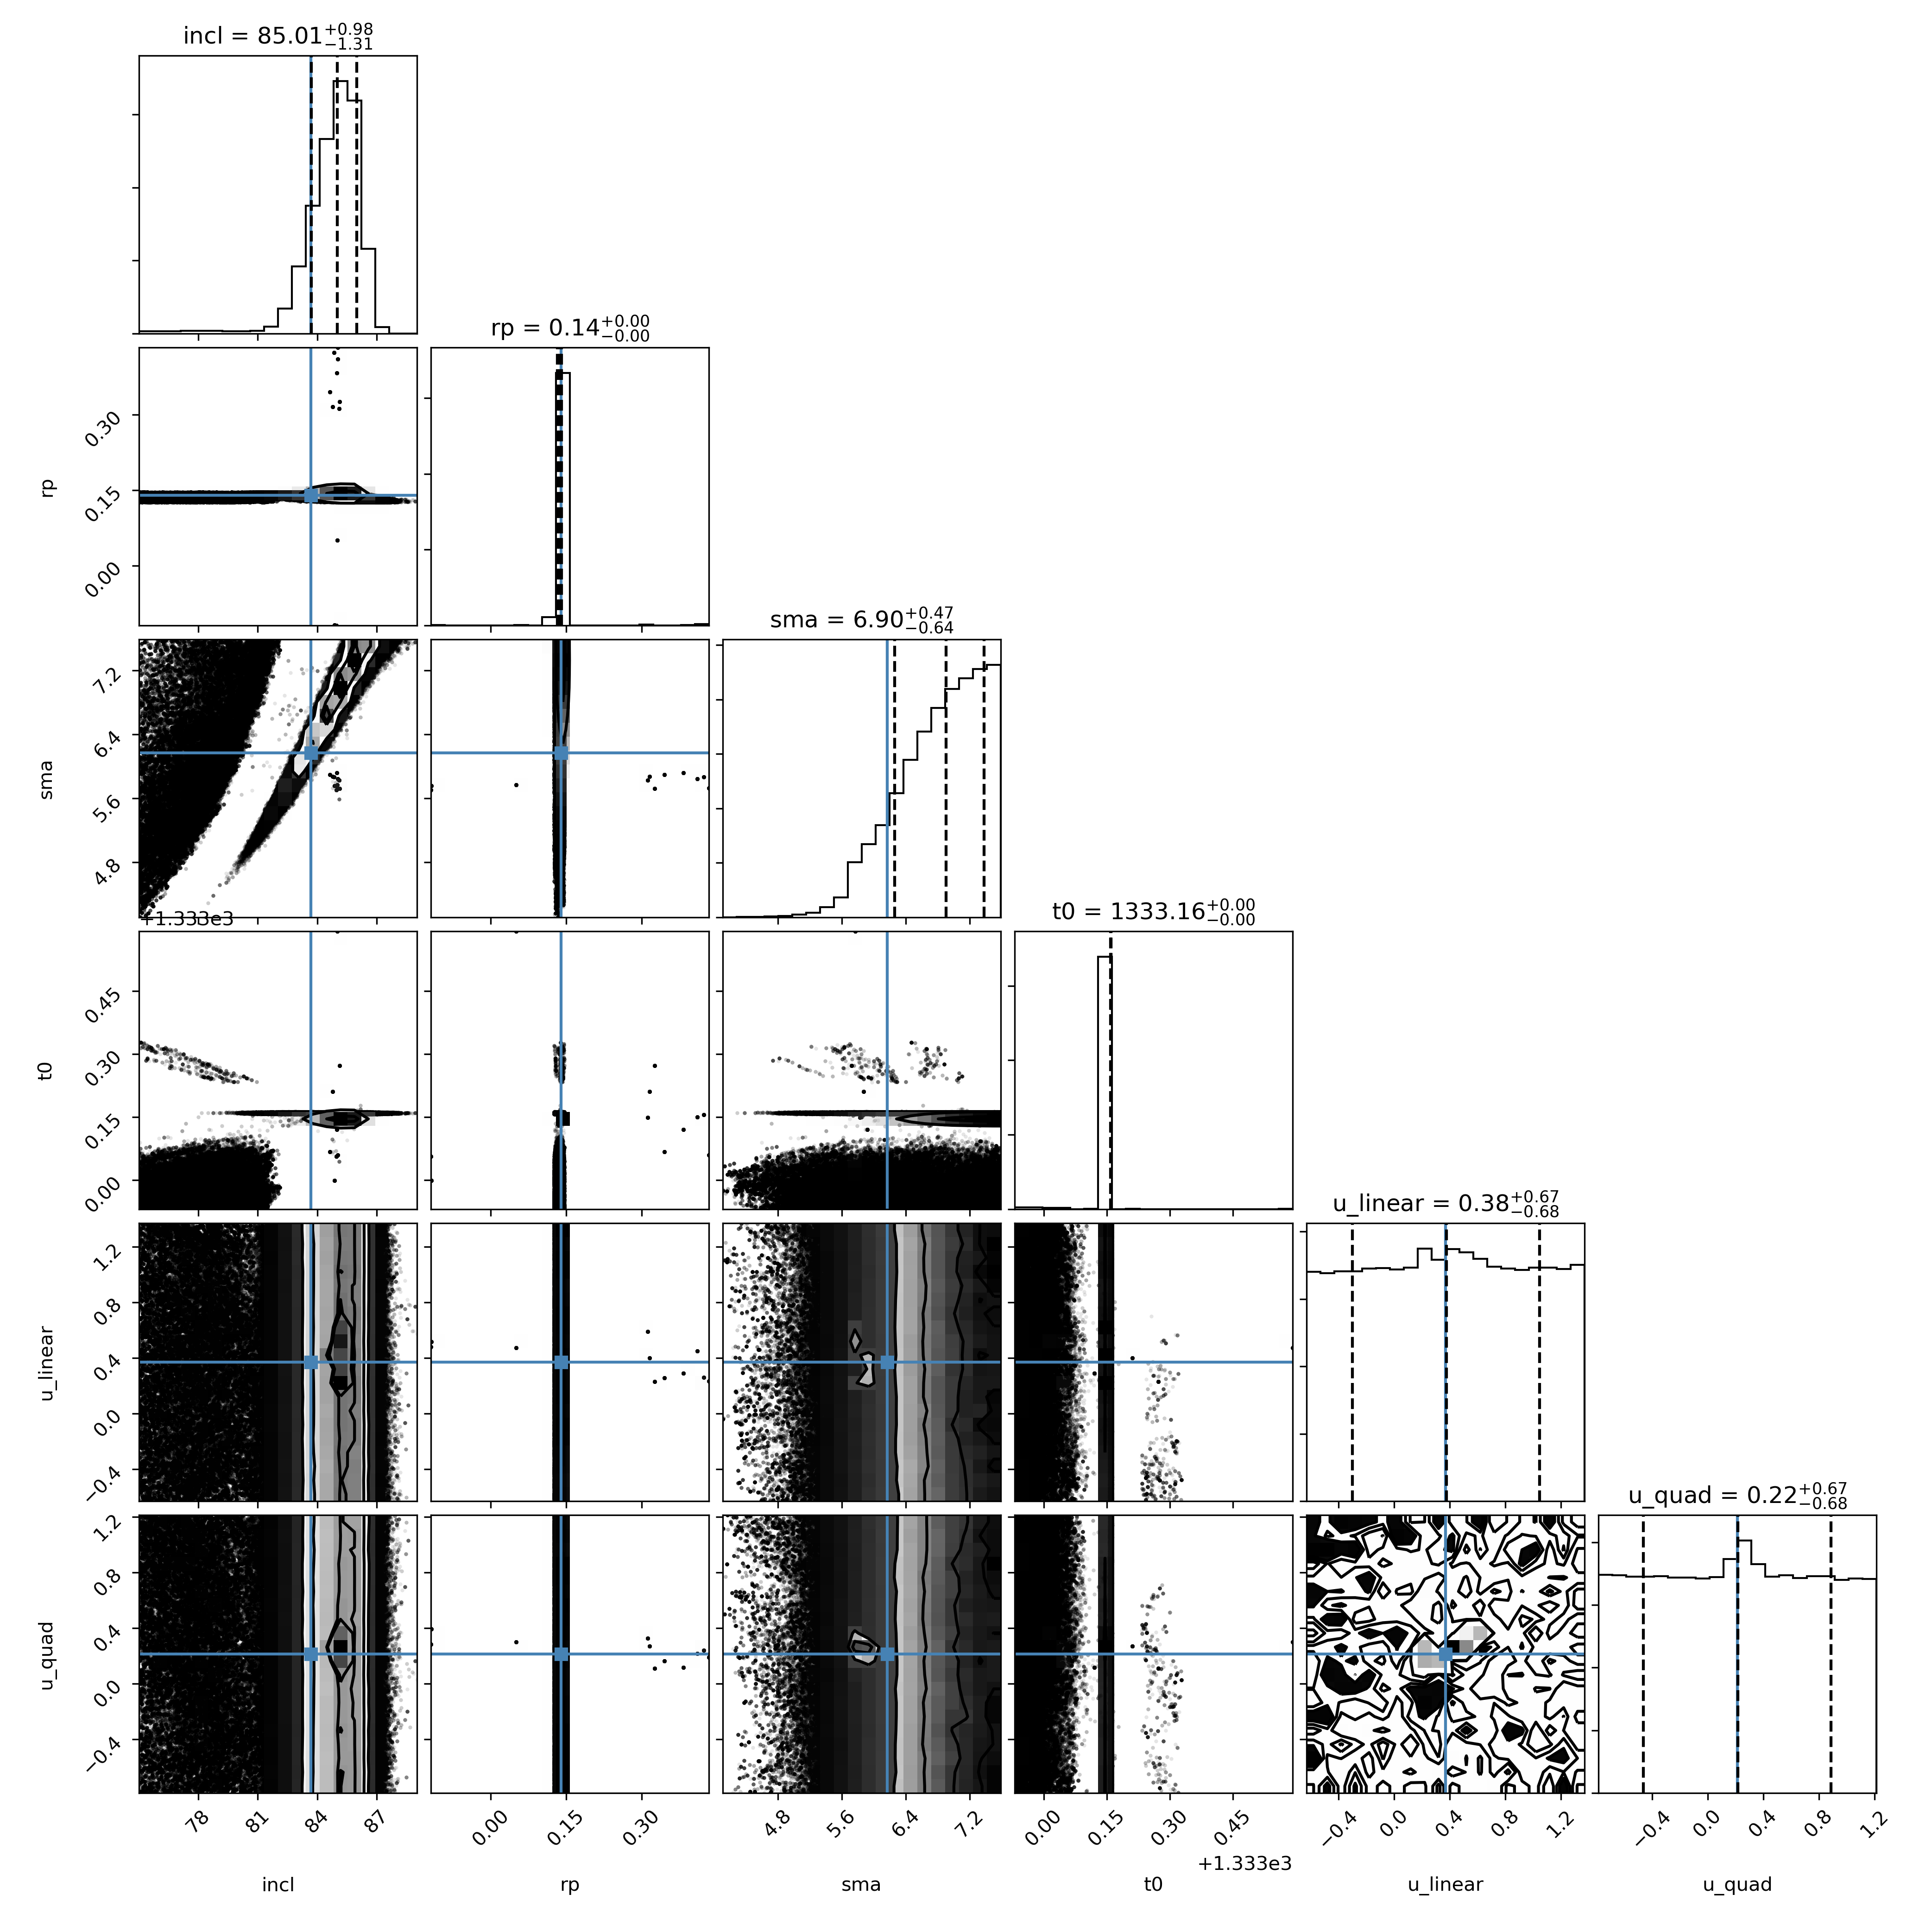 incl = 85.01+0.98 −1.31
rp = 0.14+0.00 −0.00
rp
0.30
0.15
0.00
sma = 6.90+0.47 −0.64
sma
7.2
6.4
5.6
4.8
+1.333e3
t0 = 1333.16+0.00 −0.00
t0
0.45
0.30
0.15
0.00
u_linear = 0.38+0.67 −0.68
u_linear
1.2
0.8
0.4
0.0
−0.4
u_quad = 0.22+0.67 −0.68
u_quad
1.2
0.8
0.4
0.0
−0.4
78 81 84 87 0.00 0.15 0.30 4.8 5.6 6.4 7.2 0.00 0.15 0.30 0.45 −0.4 0.0 0.4 0.8 1.2 −0.4 0.0 0.4 0.8 1.2
+1.333e3
incl rp sma t0 u_linear u_quad